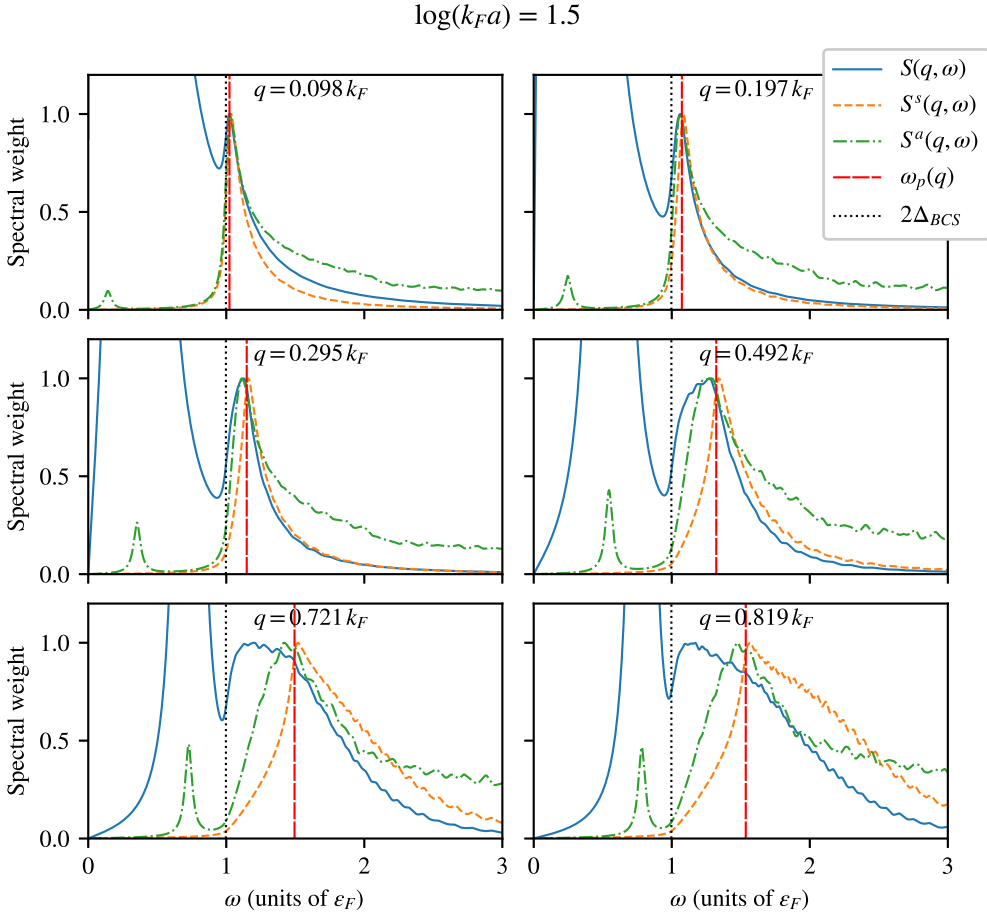 log(k_F a) = 1.5
Spectral weight
1.0
0.5
0.0
q = 0.098 k_F
q = 0.197 k_F
S(q, ω)
S^s(q, ω)
S^a(q, ω)
ω_p(q)
2Δ_BCS
Spectral weight
1.0
0.5
0.0
q = 0.295 k_F
q = 0.492 k_F
Spectral weight
1.0
0.5
0.0
q = 0.721 k_F
q = 0.819 k_F
0 1 2 3
0 1 2 3
ω (units of ε_F)
ω (units of ε_F)